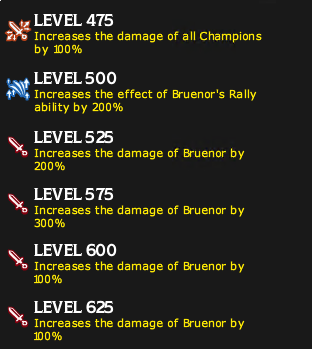 LEVEL 475
Increases the damage of all Champions
by 100%
LEVEL 500
Increases the effect of Bruenor's Rally
ability by 200%
LEVEL 525
Increases the damage of Bruenor by
200%
LEVEL 575
Increases the damage of Bruenor by
300%
LEVEL 600
Increases the damage of Bruenor by
100%
LEVEL 625
Increases the damage of Bruenor by
100%